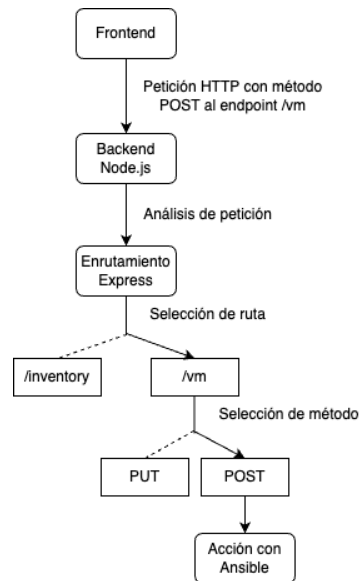 Frontend
Petición HTTP con método
POST al endpoint /vm
Backend
Node.js
Análisis de petición
Enrutamiento
Express
Selección de ruta
/inventory
/vm
Selección de método
PUT
POST
Acción con
Ansible